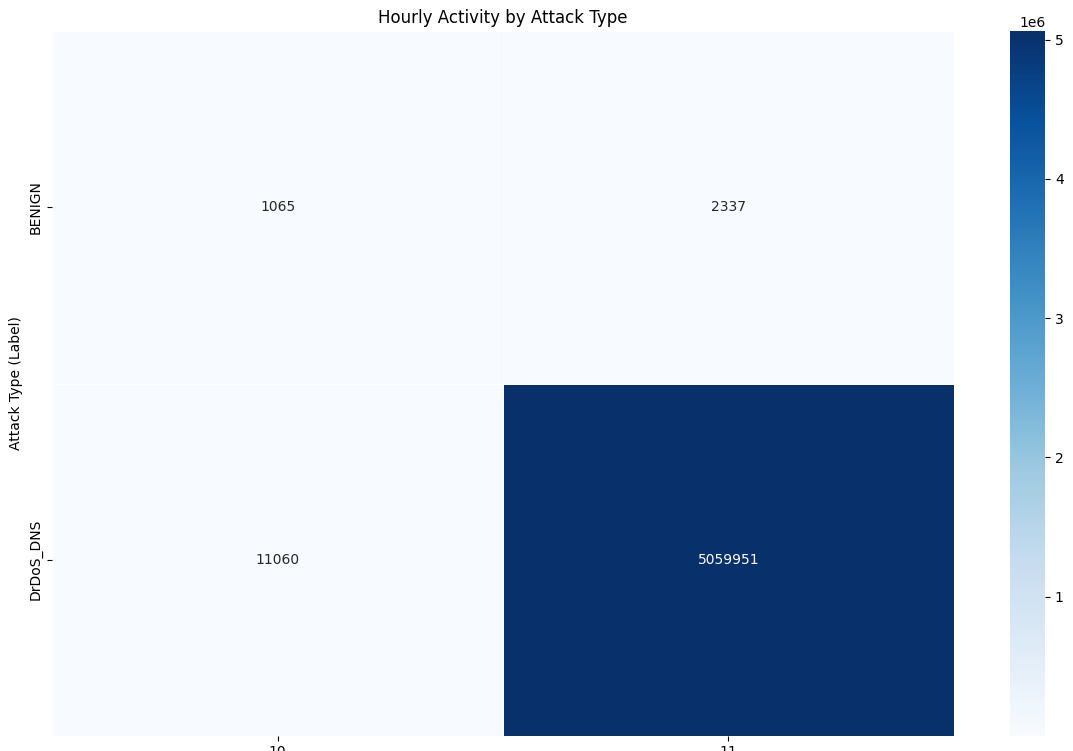 Hourly Activity by Attack Type
1e6
5
4
3
2
1
Attack Type (Label)
BENIGN
1065
2337
DrDoS_DNS
11060
5059951
10
11